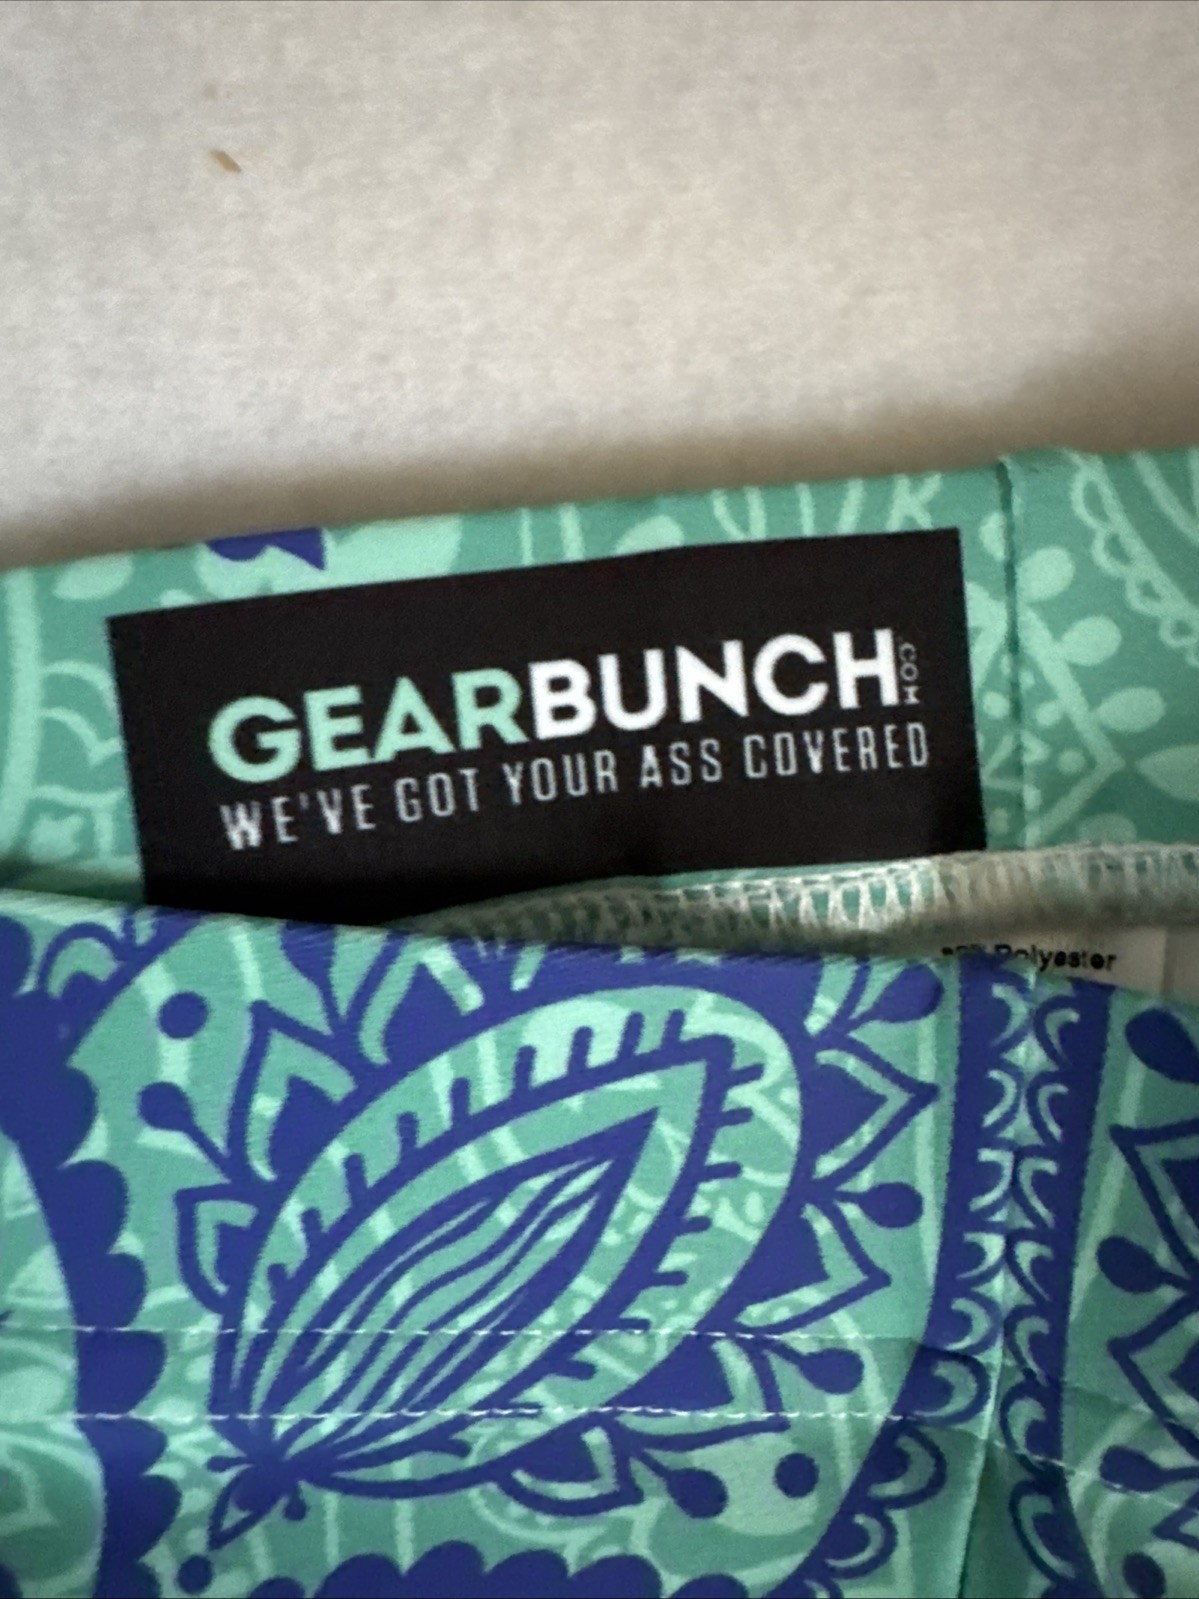 GEARBUNCH.COM
WE'VE GOT YOUR ASS COVERED
Polyester